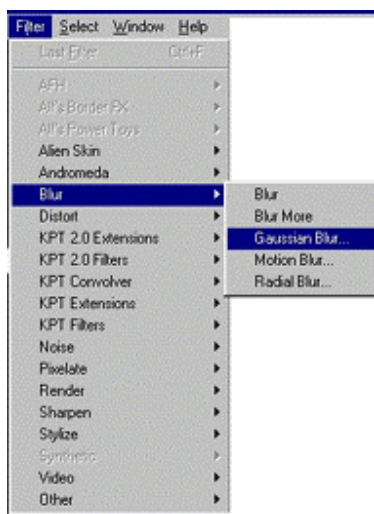 Filter Select Window Help
Last Filter Ctrl+F
AFH
Alf's Border FX
Alf's Power Toys
Alien Skin
Andromeda
Blur
Distort
KPT 2.0 Extensions
KPT 2.0 Filters
KPT Convolver
KPT Extensions
KPT Filters
Noise
Pixelate
Render
Sharpen
Stylize
Synthetic
Video
Other
Blur
Blur More
Gaussian Blur...
Motion Blur...
Radial Blur...